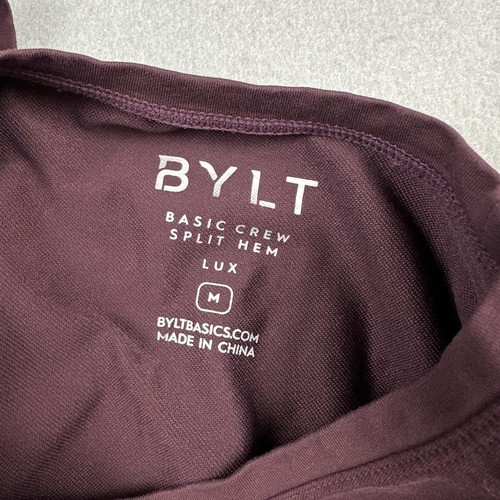 BYLT
BASIC CREW
SPLIT HEM
LUX
M
BYLTBASICS.COM
MADE IN CHINA